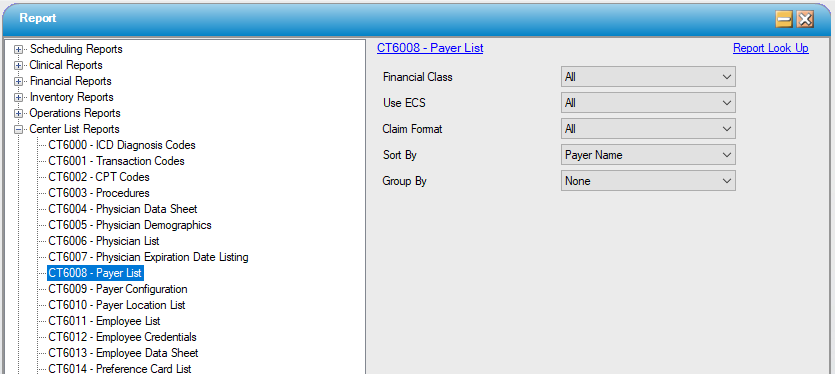 Report
Scheduling Reports
Clinical Reports
Financial Reports
Inventory Reports
Operations Reports
Center List Reports
CT6000 - ICD Diagnosis Codes
CT6001 - Transaction Codes
CT6002 - CPT Codes
CT6003 - Procedures
CT6004 - Physician Data Sheet
CT6005 - Physician Demographics
CT6006 - Physician List
CT6007 - Physician Expiration Date Listing
CT6008 - Payer List
CT6009 - Payer Configuration
CT6010 - Payer Location List
CT6011 - Employee List
CT6012 - Employee Credentials
CT6013 - Employee Data Sheet
CT6014 - Preference Card List
CT6008 - Payer List Report Look Up
Financial Class All
Use ECS All
Claim Format All
Sort By Payer Name
Group By None